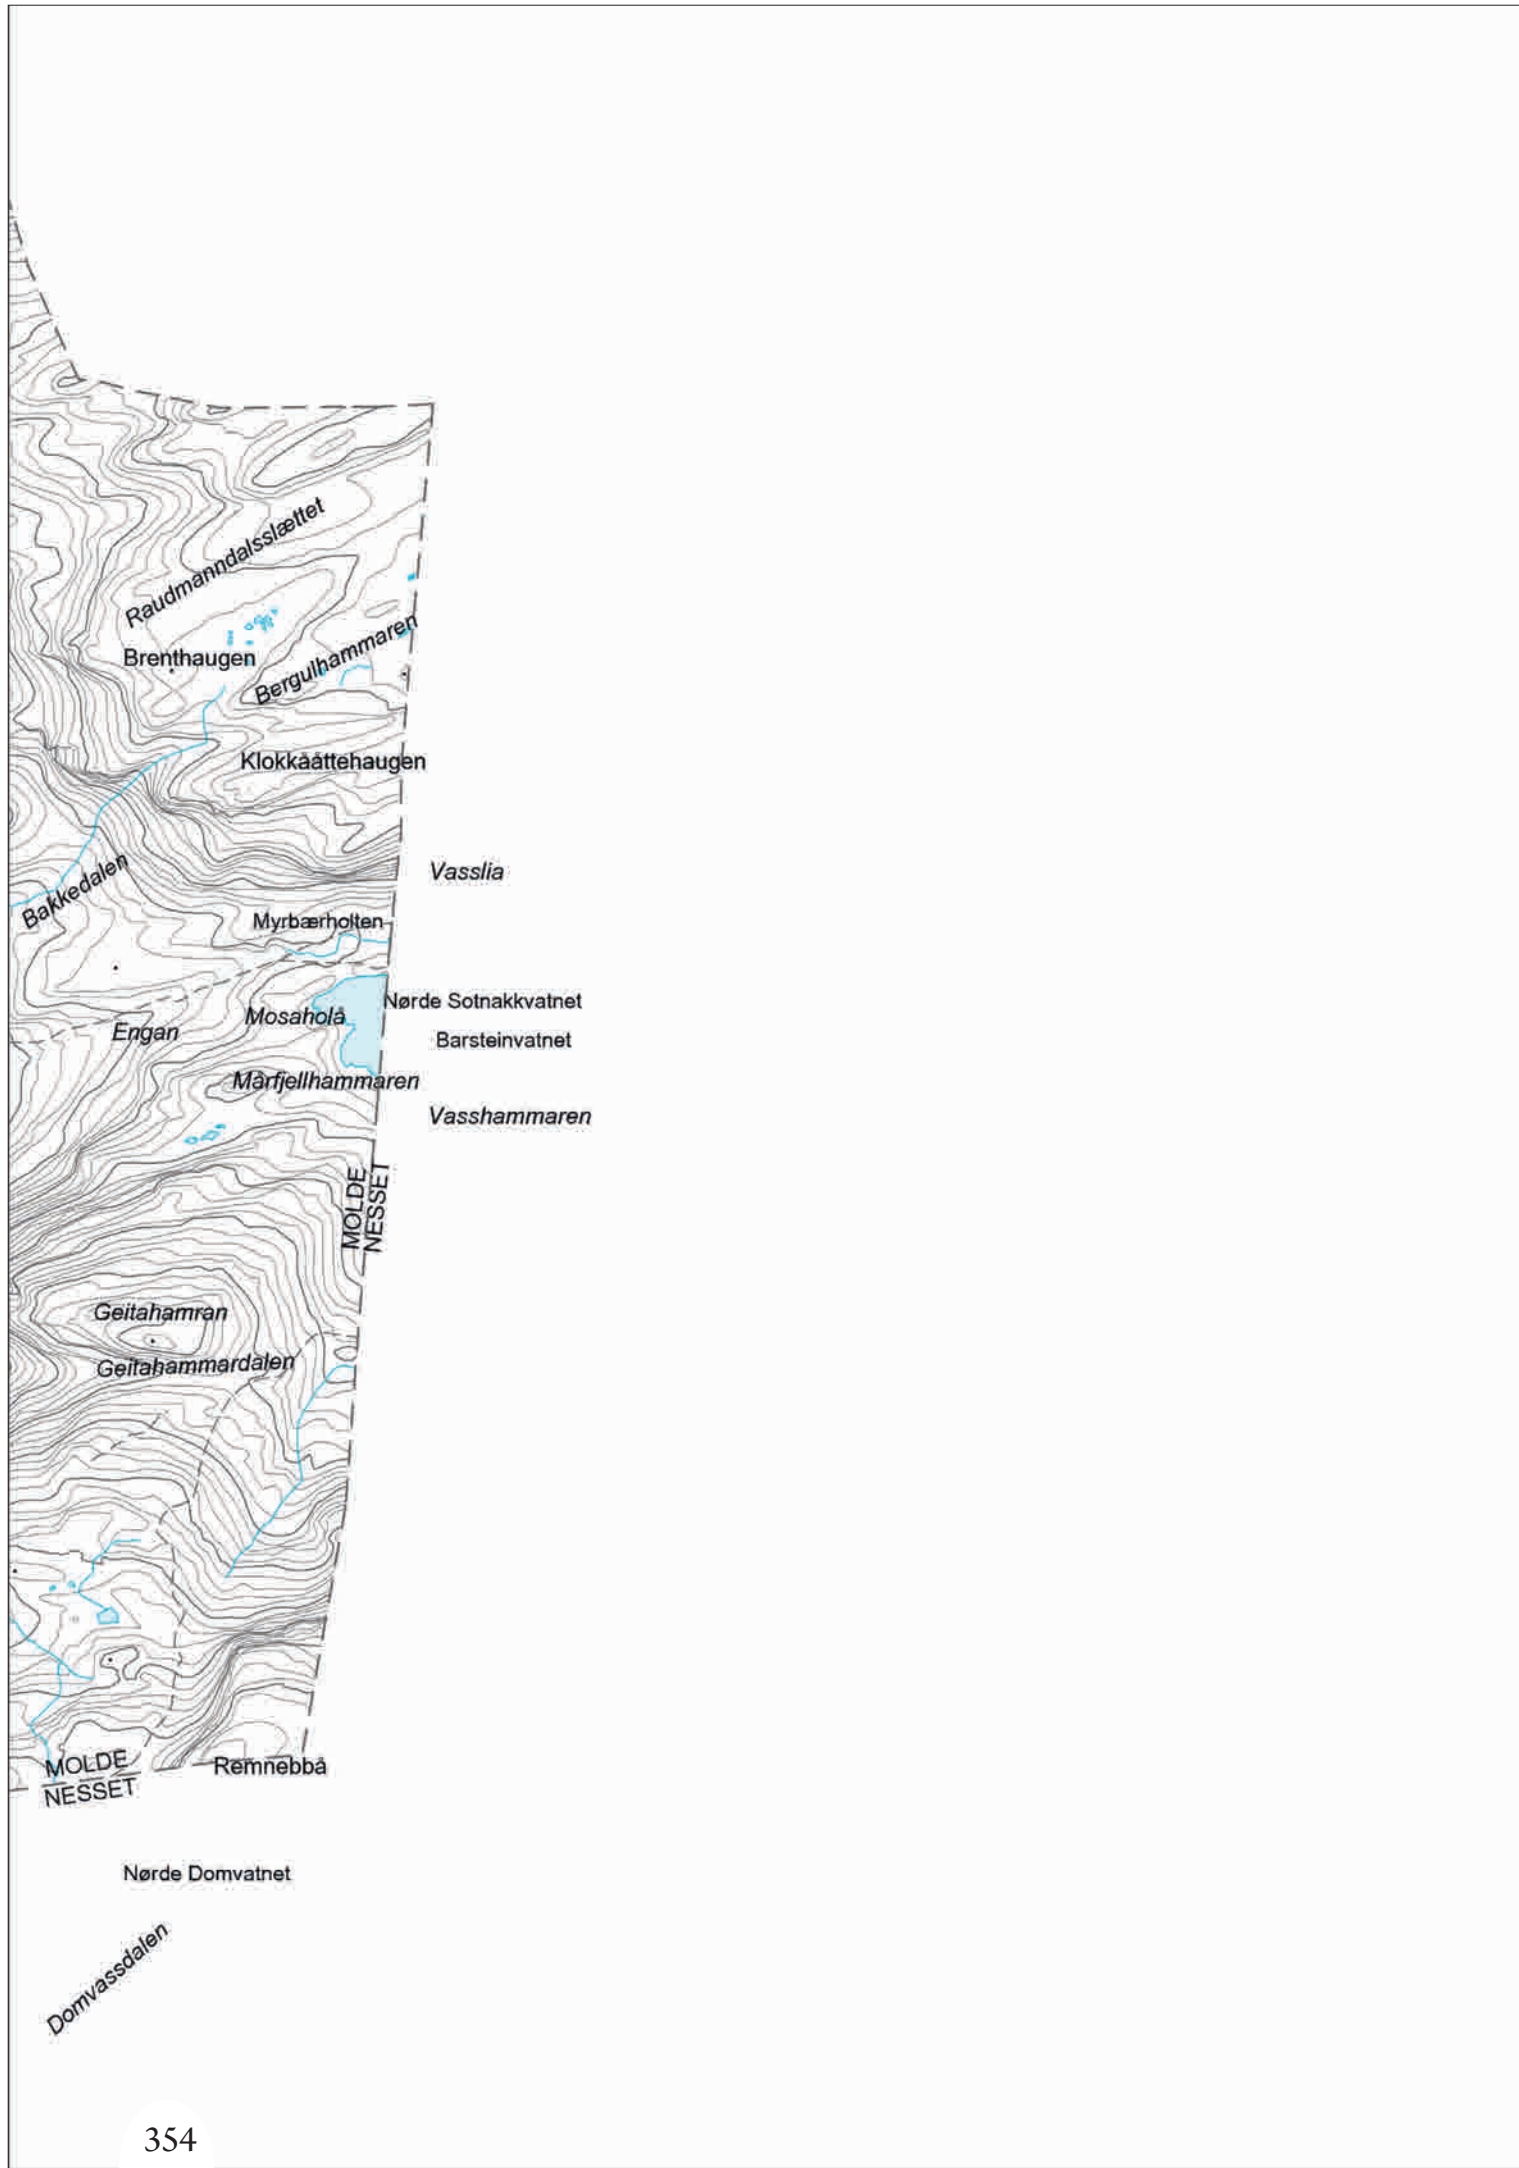 Raudmanndalsslættet
Brenthaugen
Bergulhammaren
Klokkååttehaugen
Vasslia
Bakkedalen
Myrbærholten
Nørde Sotnakkvatnet
Mosaholå
Engan
Barsteinvatnet
Mårfjellhammaren
Vasshammaren
MOLDE
NESSET
Geitahamran
Geitahammardalen
MOLDE
NESSET
Remnebbå
Nørde Domvatnet
Domvassdalen
354